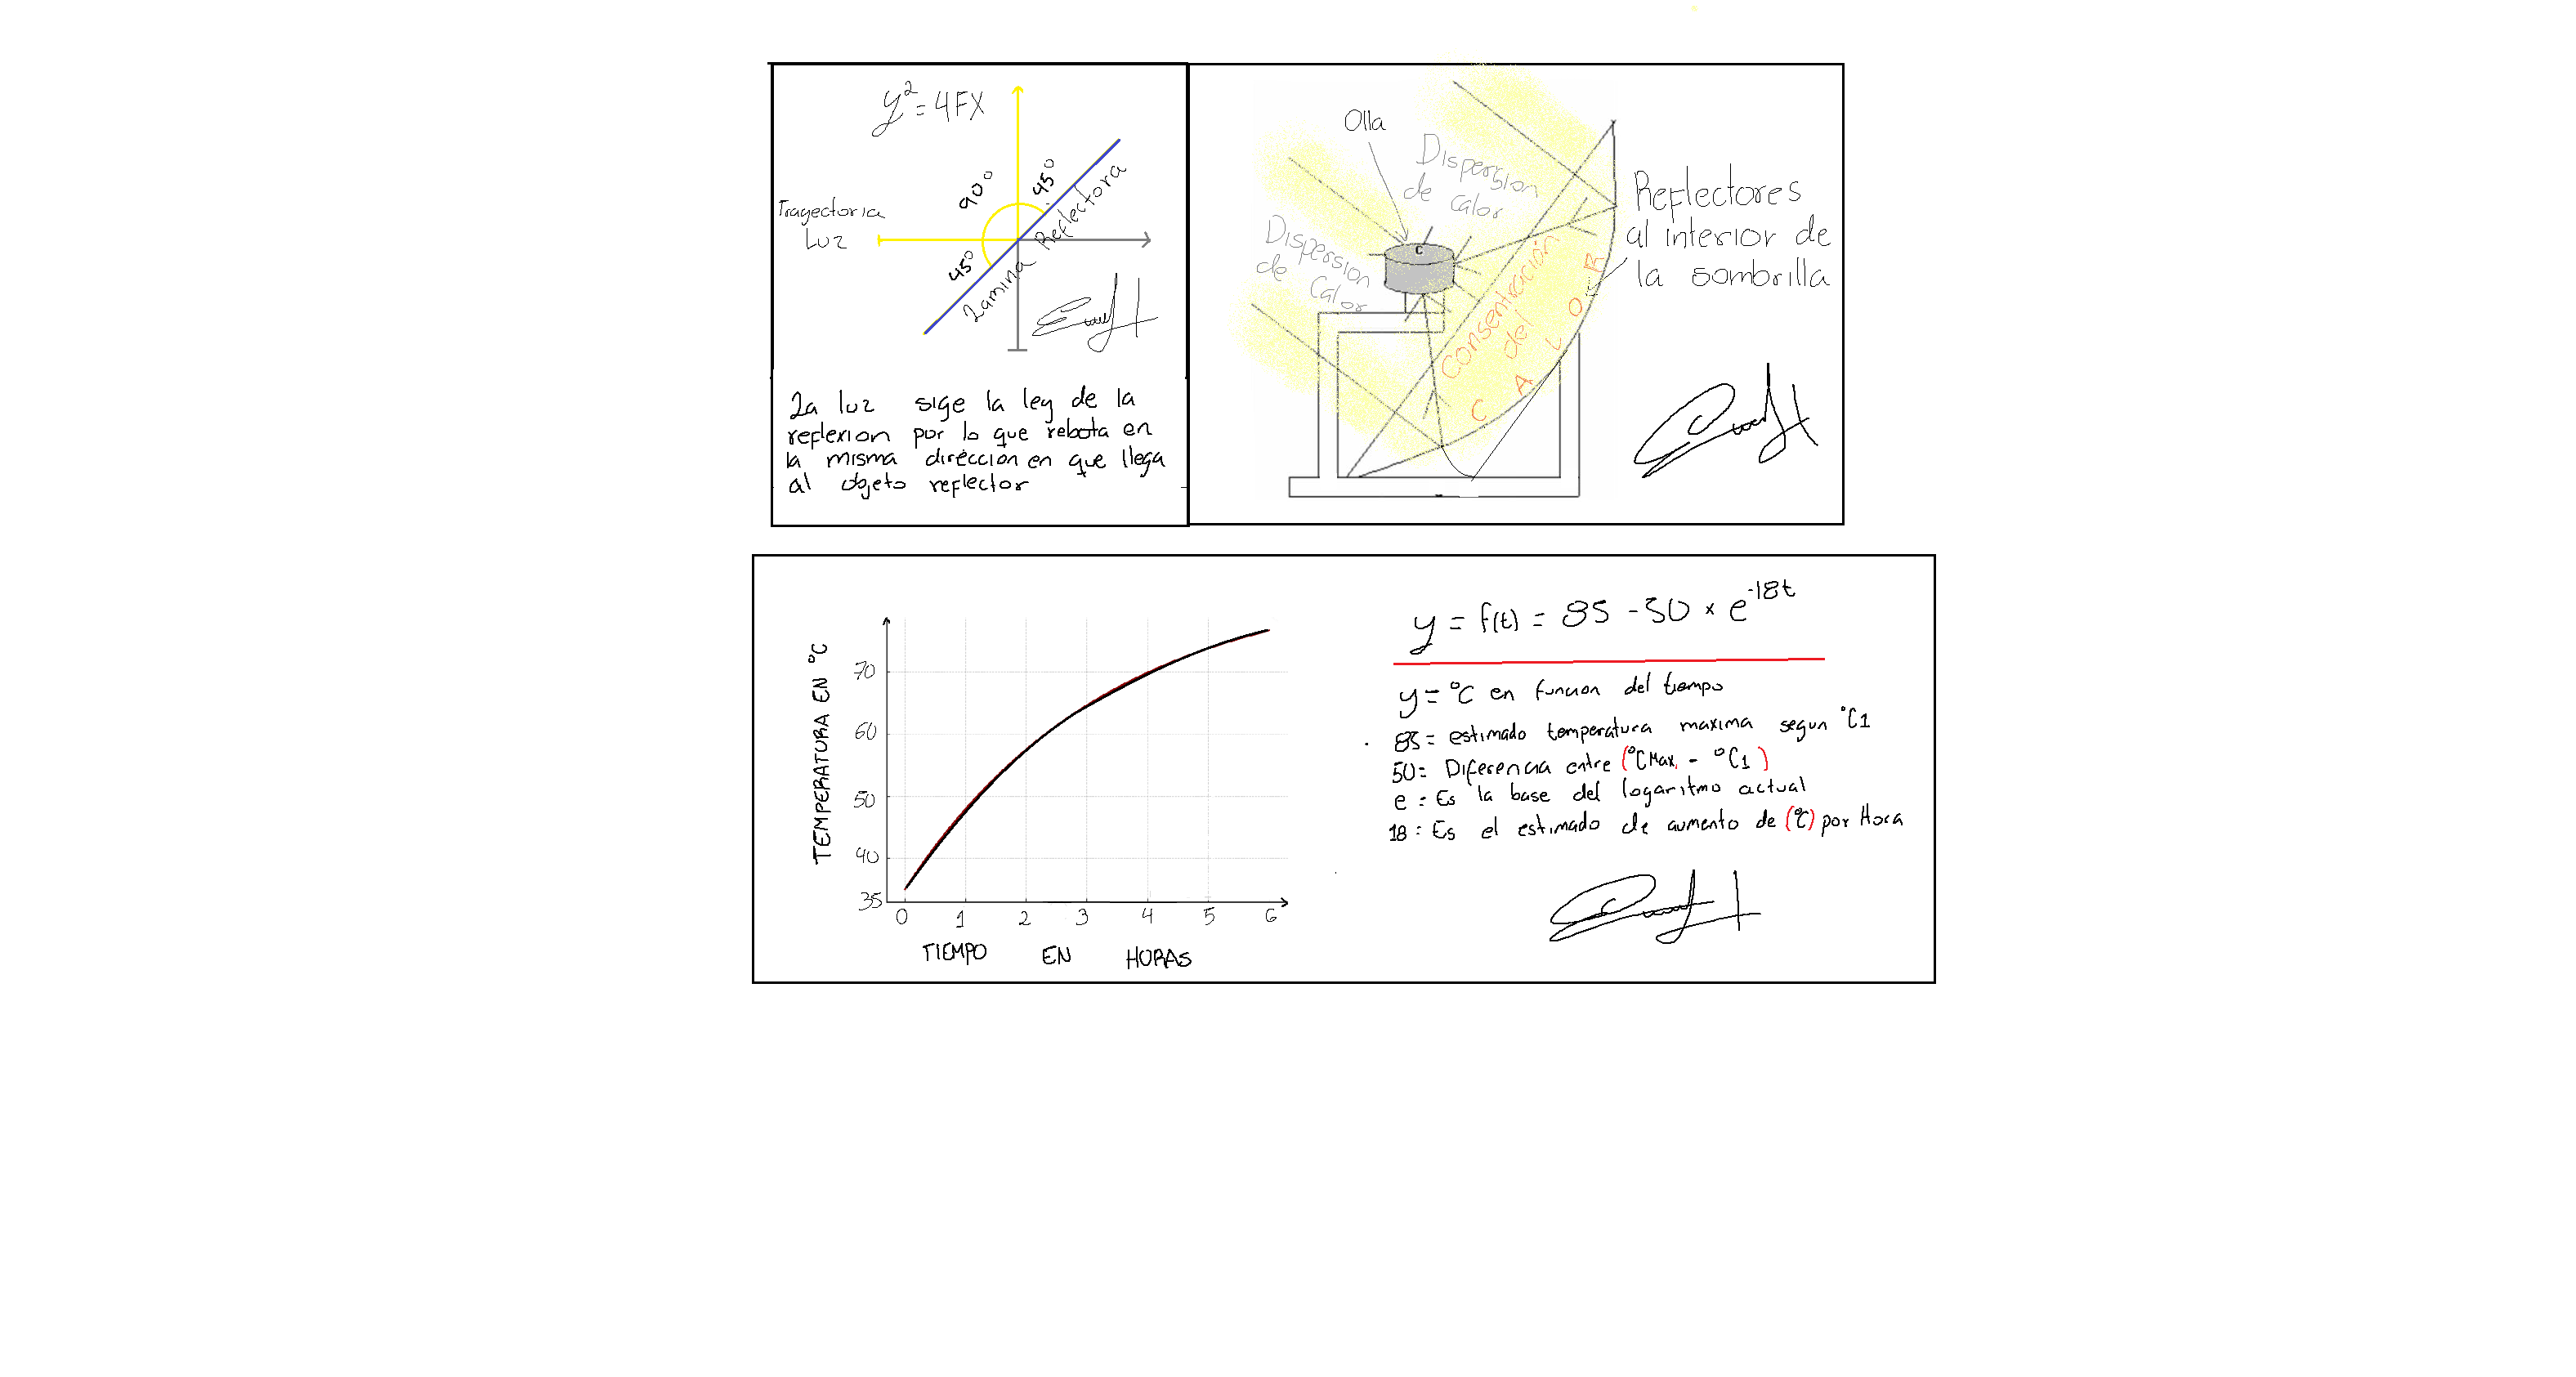 y² = 4FX
90°
45°
45°
Trayectoria
Luz
Lamina Reflectora
La luz sige la ley de la
reflexion por lo que rebota en
la misma dirección en que llega
al objeto reflector
Olla
Dispersion
de Calor
Dispersion
de Calor
C
Consentración
del
CALOR
Reflectores
al interior de
la sombrilla
TEMPERATURA EN °C
70
60
50
40
35
0 1 2 3 4 5 6
TIEMPO EN HORAS
y = f(t) = 85 - 50 × e^-18t
y = °C en funcion del tiempo
85 = estimado temperatura maxima segun °C1
50 = Diferencia entre (°CMax. - °C1)
e : Es la base del logaritmo actual
18 : Es el estimado de aumento de (°C) por Hora